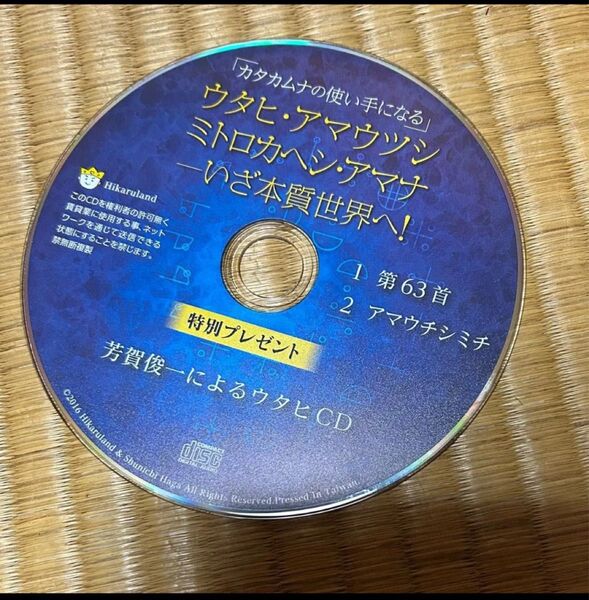 「カタカムナの使い手になる」
ウタヒ・アマウツシ
ミトロカヘシ・アマナ
―いざ本質世界へ!
Hikaruland
このCDを権利者の許可無く
賃貸業に使用する事、ネット
ワークを通じて送信できる
状態にすることを禁じます。
禁無断複製
1 第63首
2 アマウチシミチ
特別プレゼント
芳賀俊一によるウタヒCD
COMPACT
disc
DIGITAL AUDIO
©2016 Hikaruland & Shunichi Haga All Rights Reserved.Pressed In Taiwan.